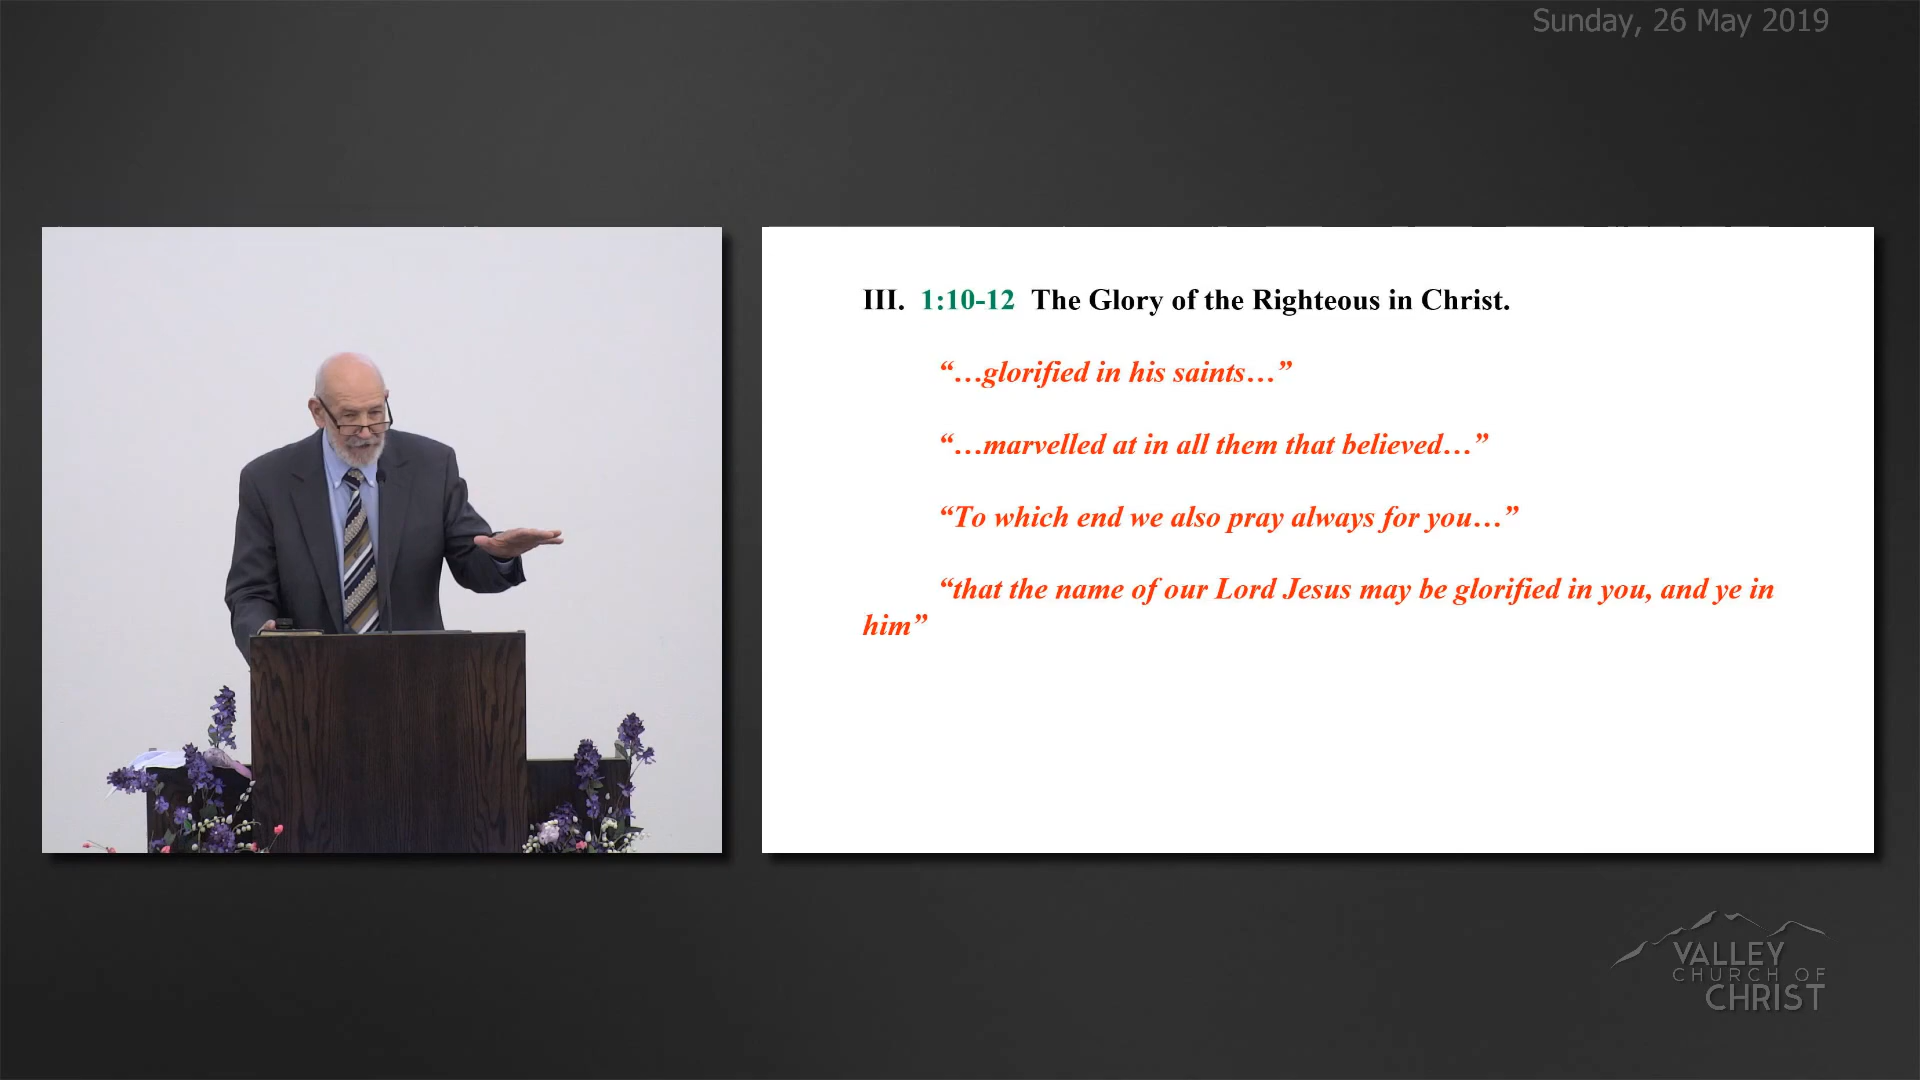 Sunday, 26 May 2019
III. 1:10-12 The Glory of the Righteous in Christ.
“…glorified in his saints…”
“…marvelled at in all them that believed…”
“To which end we also pray always for you…”
“that the name of our Lord Jesus may be glorified in you, and ye in
him”
VALLEY
CHURCH OF
CHRIST